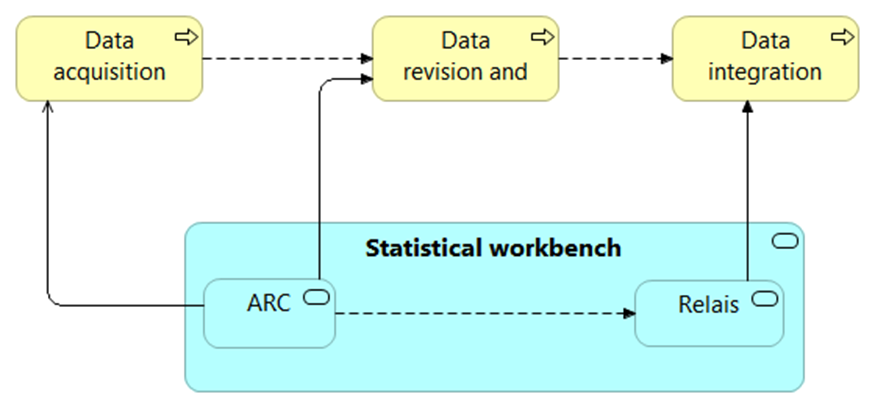 Data
acquisition
Data
revision and
Data
integration
Statistical workbench
ARC
Relais